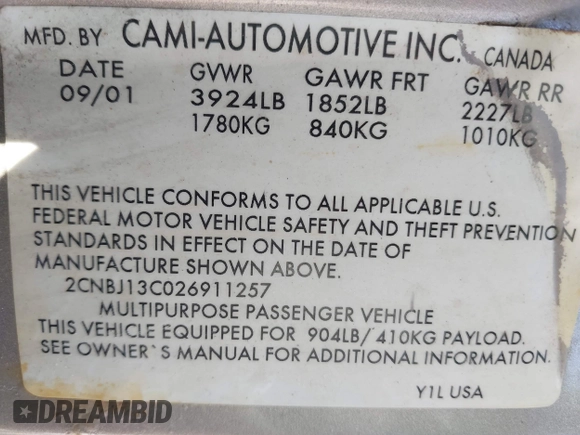 MFD. BY CAMI-AUTOMOTIVE INC. CANADA
DATE GVWR GAWR FRT GAWR RR
09/01 3924LB 1852LB 2227LB
1780KG 840KG 1010KG
THIS VEHICLE CONFORMS TO ALL APPLICABLE U.S.
FEDERAL MOTOR VEHICLE SAFETY AND THEFT PREVENTION
STANDARDS IN EFFECT ON THE DATE OF
MANUFACTURE SHOWN ABOVE.
2CNBJ13C026911257
MULTIPURPOSE PASSENGER VEHICLE
THIS VEHICLE EQUIPPED FOR 904LB/410KG PAYLOAD.
SEE OWNER`S MANUAL FOR ADDITIONAL INFORMATION.
Y1L USA
DREAMBID